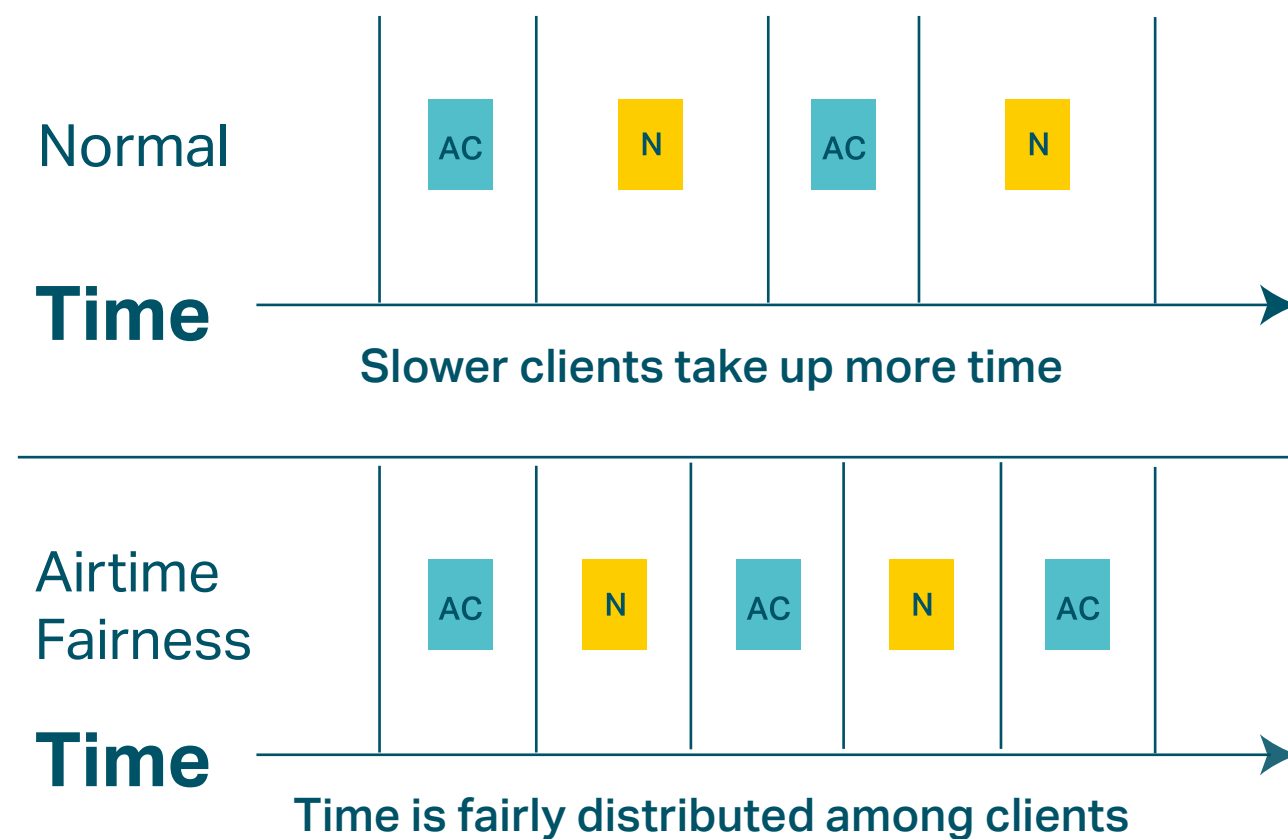 Normal
AC
N
AC
N
Time
Slower clients take up more time
Airtime
Fairness
AC
N
AC
N
AC
Time
Time is fairly distributed among clients